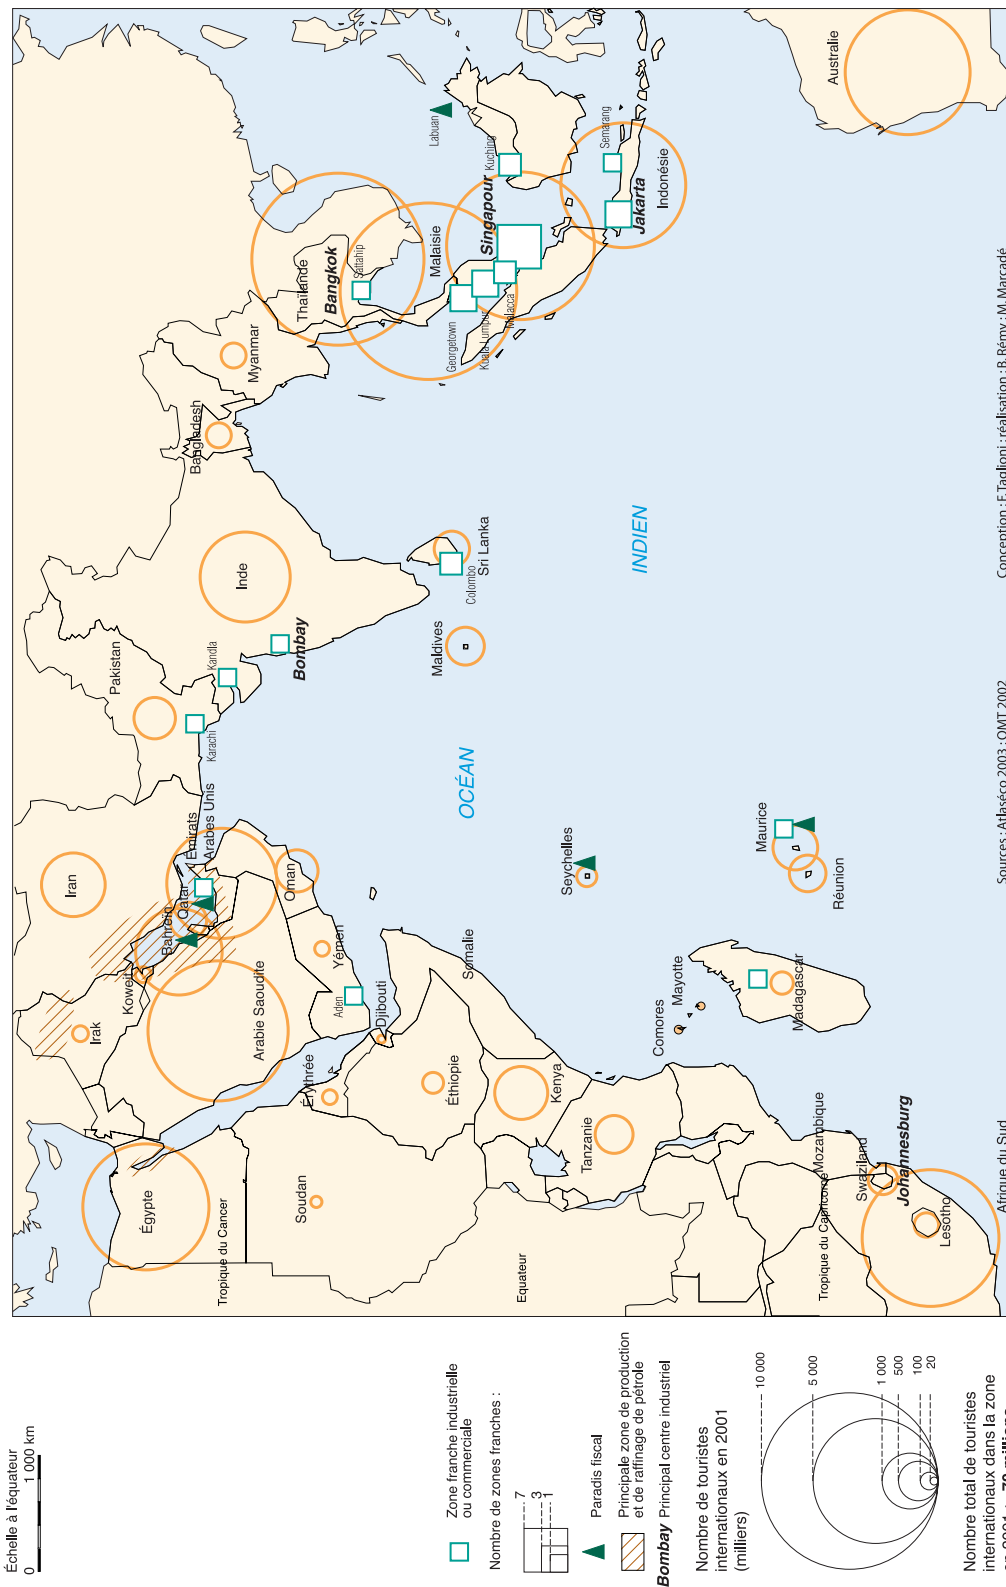 Échelle à l'équateur
0 1 000 km
Zone franche industrielle
ou commerciale
Nombre de zones franches :
7
3
1
Paradis fiscal
Principale zone de production
et de raffinage de pétrole
Bombay Principal centre industriel
Nombre de touristes
internationaux en 2001
(milliers)
10 000
5 000
1 000
500
100
20
Nombre total de touristes
internationaux dans la zone
Égypte
Tropique du Cancer
Soudan
Equateur
Tropique du Capricorne
Lesotho
Johannesburg
Swaziland
Mozambique
Afrique du Sud
Irak
Koweit
Arabie Saoudite
Érythrée
Djibouti
Éthiopie
Somalie
Kenya
Tanzanie
Comores
Mayotte
Madagascar
Iran
Bahreïn
Qatar
Émirats
Arabes Unis
Oman
Yémen
Aden
Seychelles
Maurice
Réunion
OCÉAN
INDIEN
Pakistan
Karachi
Kandla
Bombay
Inde
Maldives
Colombo
Sri Lanka
Bangladesh
Myanmar
Thaïlande
Bangkok
Sattahip
Malaisie
Georgetown
Kuala Lumpur
Malacca
Singapour
Kuching
Labuan
Semarang
Jakarta
Indonésie
Australie
Sources : Atlaséco 2003 ; OMT 2002
Conception : F. Taglioni ; réalisation : B. Rémy ; M. Marcadé